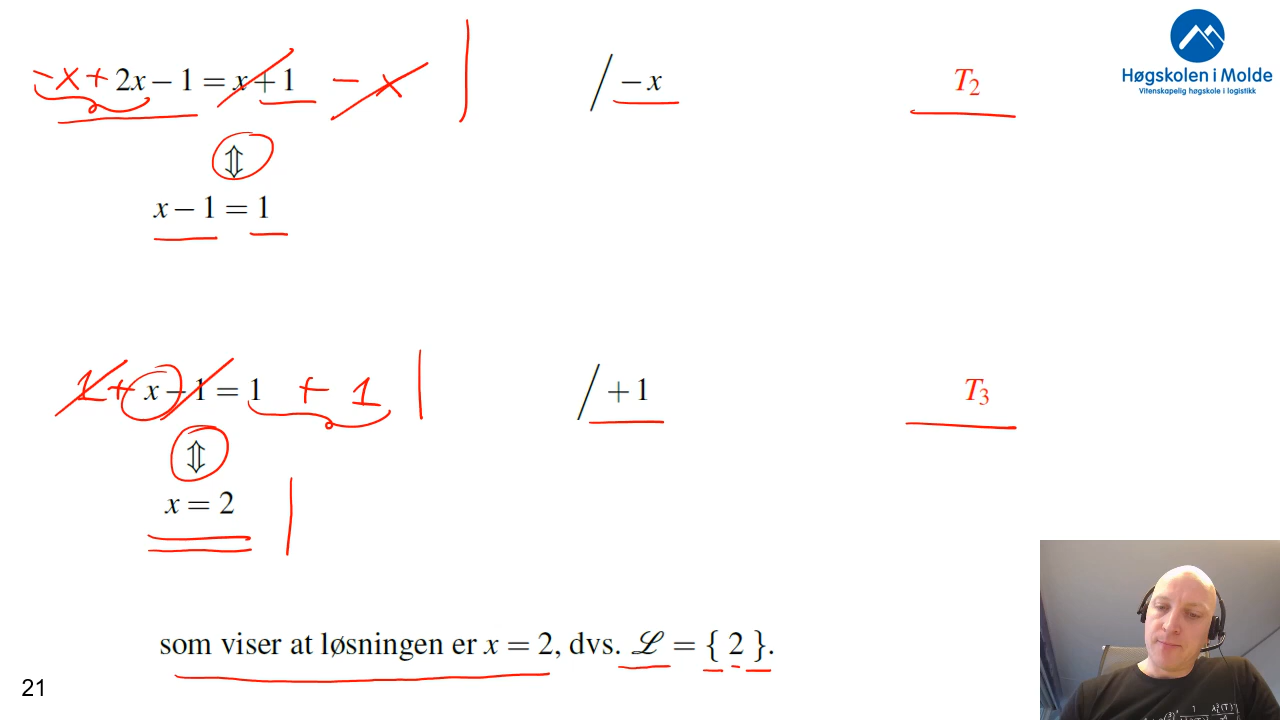 Høgskolen i Molde
Vitenskapelig høgskole i logistikk
−x + 2x − 1 = x + 1 − x / −x T₂
⇕
x − 1 = 1
1 + x − 1 = 1 + 1 / +1 T₃
⇕
x = 2
som viser at løsningen er x = 2, dvs. ℒ = { 2 }.
21